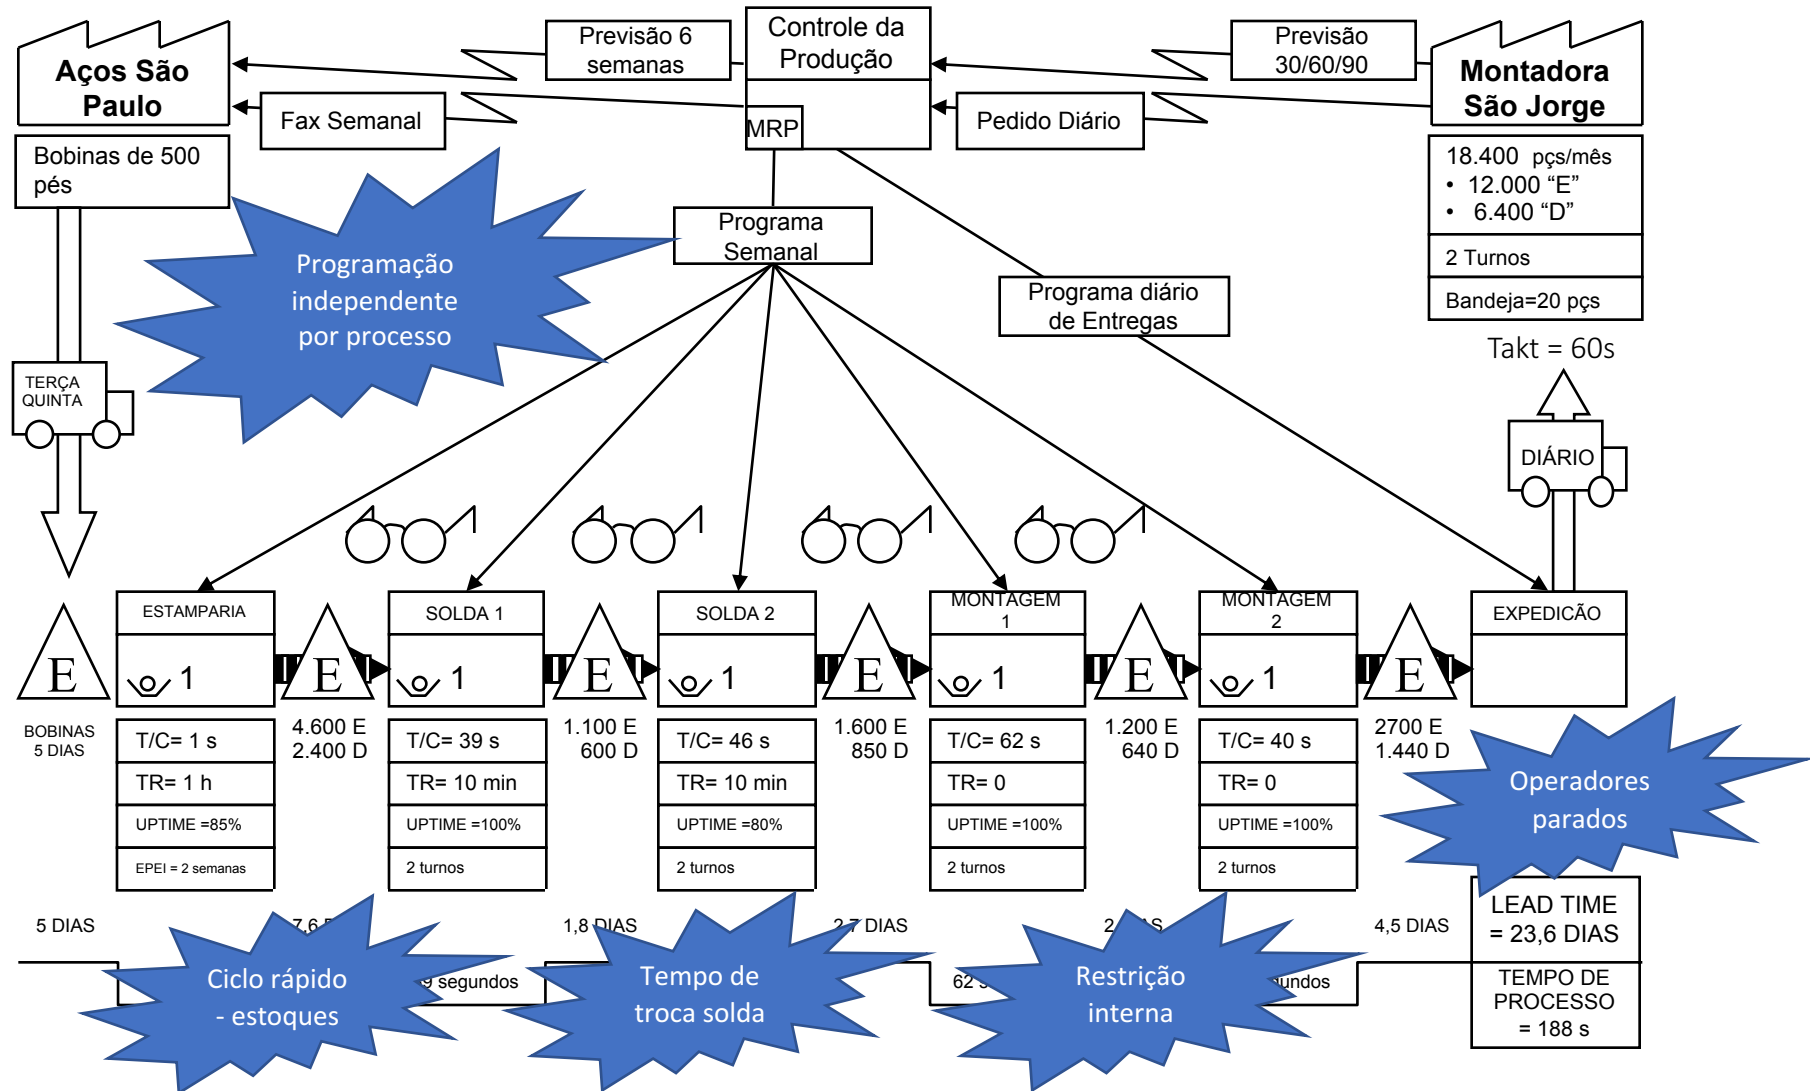 Aços São
Paulo
Previsão 6
semanas
Controle da
Produção
Previsão
30/60/90
Montadora
São Jorge
Fax Semanal
MRP
Pedido Diário
Bobinas de 500
pés
18.400 pçs/mês
• 12.000 “E”
• 6.400 “D”
2 Turnos
Bandeja=20 pçs
Takt = 60s
Programação
independente
por processo
Programa
Semanal
Programa diário
de Entregas
TERÇA
QUINTA
DIÁRIO
ESTAMPARIA
SOLDA 1
SOLDA 2
MONTAGEM
1
MONTAGEM
2
EXPEDICÃO
E
1
E
1
E
1
E
1
E
1
E
BOBINAS
5 DIAS
T/C= 1 s
TR= 1 h
UPTIME =85%
EPEI = 2 semanas
4.600 E
2.400 D
T/C= 39 s
TR= 10 min
UPTIME =100%
2 turnos
1.100 E
600 D
T/C= 46 s
TR= 10 min
UPTIME =80%
2 turnos
1.600 E
850 D
T/C= 62 s
TR= 0
UPTIME =100%
2 turnos
1.200 E
640 D
T/C= 40 s
TR= 0
UPTIME =100%
2 turnos
2700 E
1.440 D
Operadores
parados
5 DIAS
7,6
1,8 DIAS
2,7 DIAS
4,5 DIAS
LEAD TIME
= 23,6 DIAS
Ciclo rápido
- estoques
segundos
Tempo de
troca solda
62
Restrição
interna
TEMPO DE
PROCESSO
= 188 s